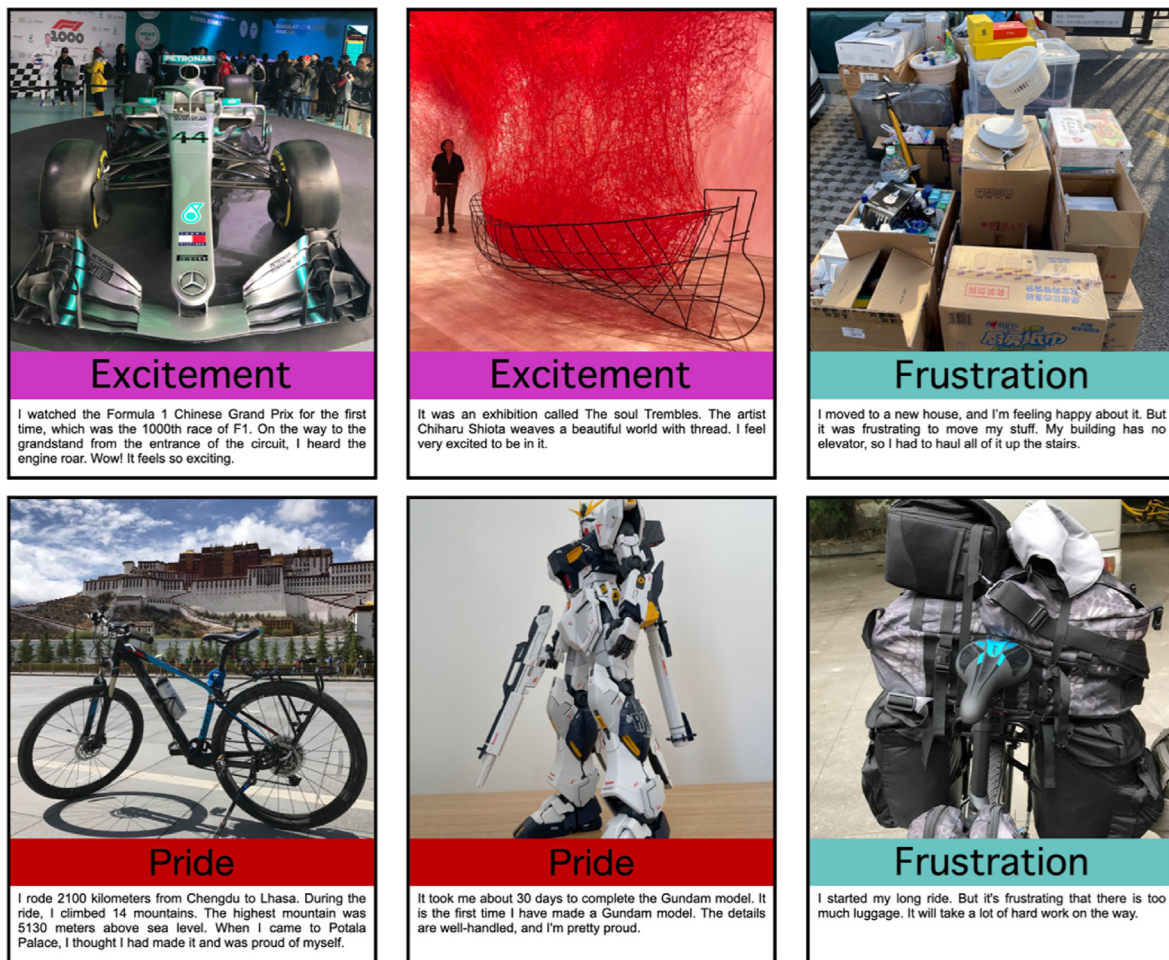 F1
1000
PETRONAS
44
Excitement
I watched the Formula 1 Chinese Grand Prix for the first
time, which was the 1000th race of F1. On the way to the
grandstand from the entrance of the circuit, I heard the
engine roar. Wow! It feels so exciting.
Excitement
It was an exhibition called The soul Trembles. The artist
Chiharu Shiota weaves a beautiful world with thread. I feel
very excited to be in it.
Frustration
I moved to a new house, and I'm feeling happy about it. But
it was frustrating to move my stuff. My building has no
elevator, so I had to haul all of it up the stairs.
Pride
I rode 2100 kilometers from Chengdu to Lhasa. During the
ride, I climbed 14 mountains. The highest mountain was
5130 meters above sea level. When I came to Potala
Palace, I thought I had made it and was proud of myself.
Pride
It took me about 30 days to complete the Gundam model. It
is the first time I have made a Gundam model. The details
are well-handled, and I'm pretty proud.
Frustration
I started my long ride. But it's frustrating that there is too
much luggage. It will take a lot of hard work on the way.